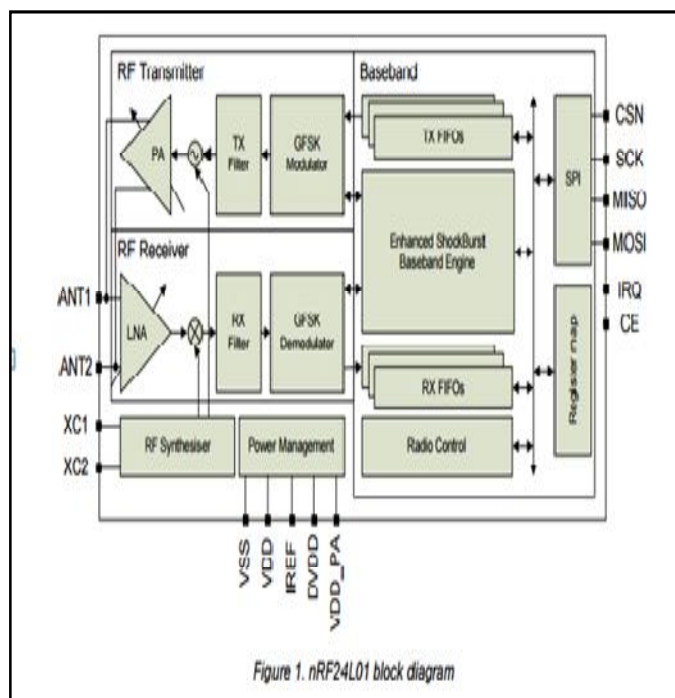 RF Transmitter
Baseband
PA
TX
Filter
GFSK
Modulator
TX FIFOs
SPI
CSN
SCK
MISO
MOSI
Enhanced ShockBurst
Baseband Engine
RF Receiver
ANT1
ANT2
LNA
RX
Filter
GFSK
Demodulator
RX FIFOs
Register map
IRQ
CE
XC1
XC2
RF Synthesiser
Power Management
Radio Control
VSS
VDD
IREF
DVDD
VDD_PA
Figure 1. nRF24L01 block diagram